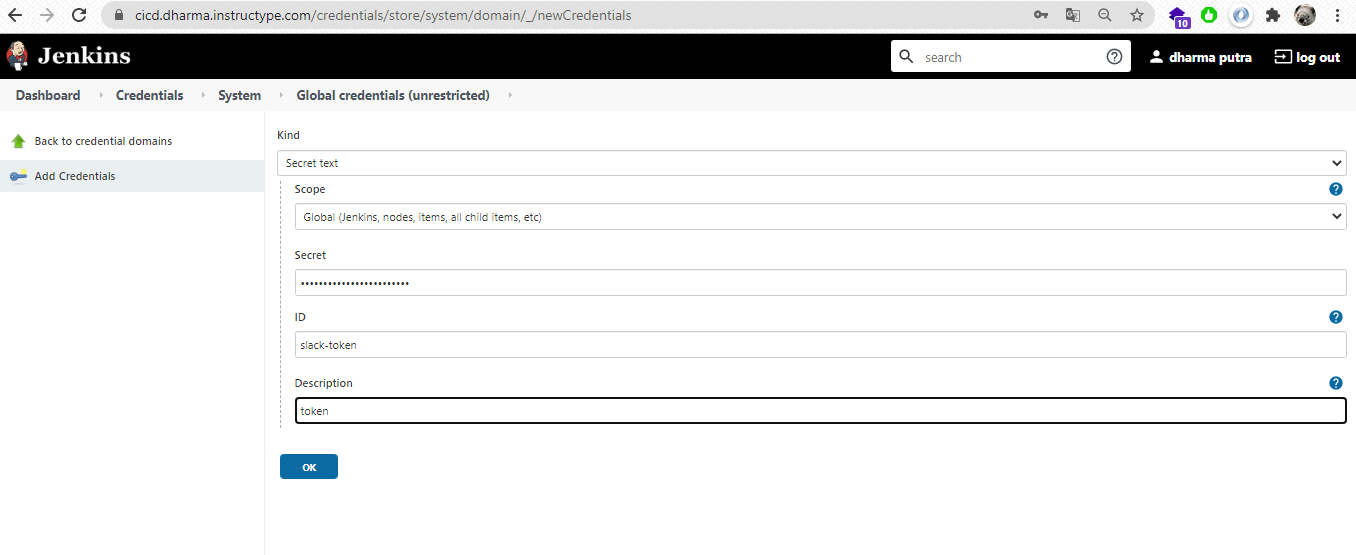 cicd.dharma.instructype.com/credentials/store/system/domain/_/newCredentials
10
Jenkins
search
dharma putra
log out
Dashboard
Credentials
System
Global credentials (unrestricted)
Back to credential domains
Add Credentials
Kind
Secret text
Scope
Global (Jenkins, nodes, items, all child items, etc)
Secret
••••••••••••••••••••••••
ID
slack-token
Description
token
OK